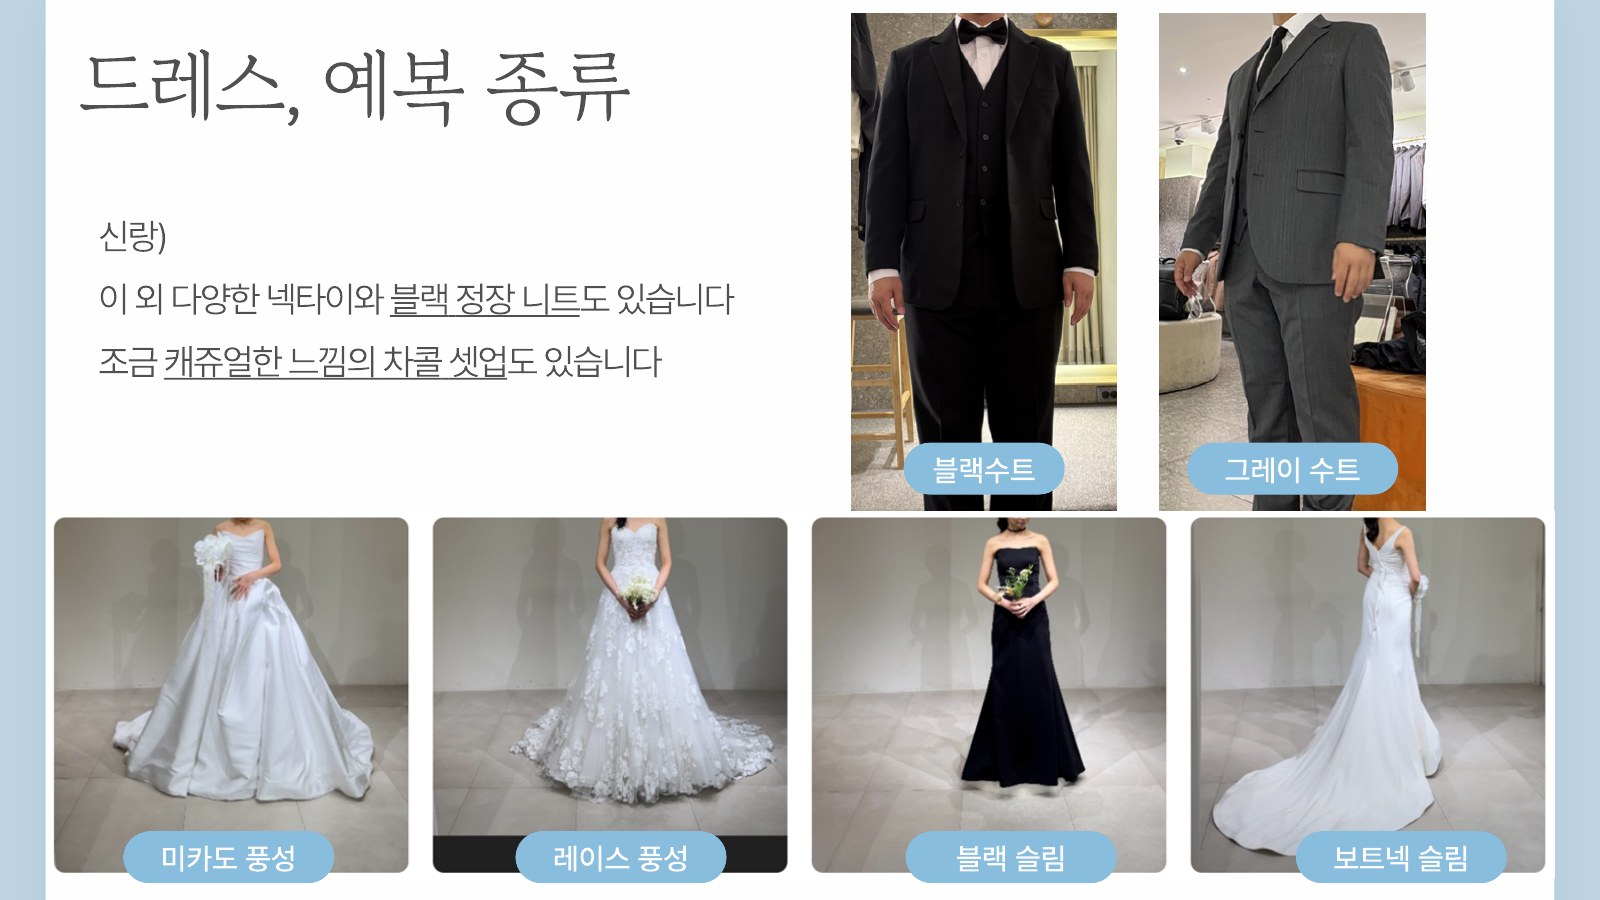 드레스, 예복 종류
신랑)
이 외 다양한 넥타이와 블랙 정장 니트도 있습니다
조금 캐쥬얼한 느낌의 차콜 셋업도 있습니다
블랙수트
그레이 수트
미카도 풍성
레이스 풍성
블랙 슬림
보트넥 슬림